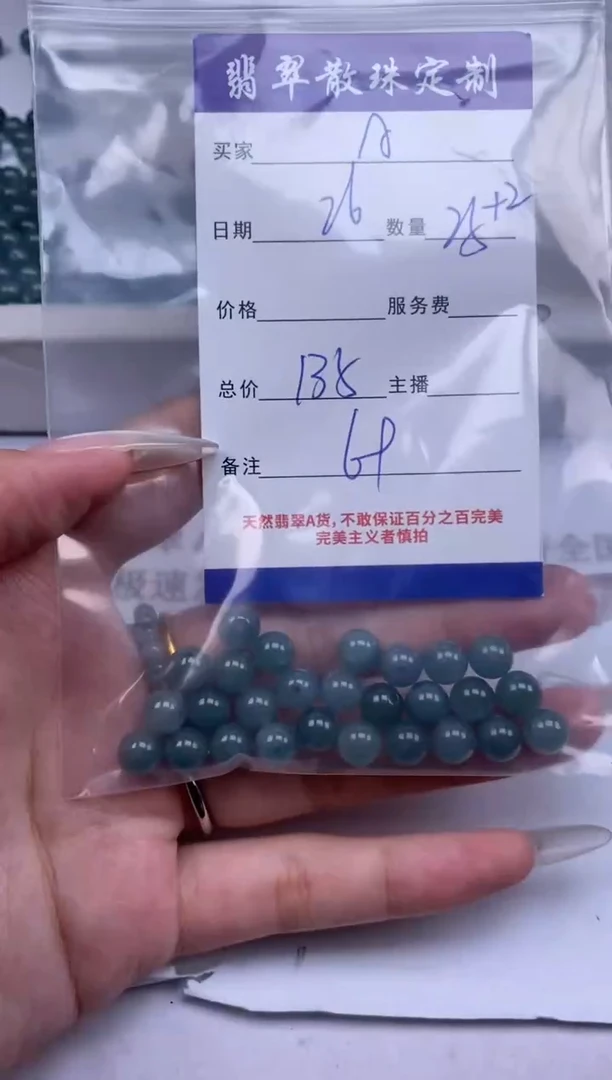 翡翠散珠定制
买家 A
日期 26 数量 28+2
价格 服务费
总价 138 主播
备注
天然翡翠A货,不敢保证百分之百完美
完美主义者慎拍